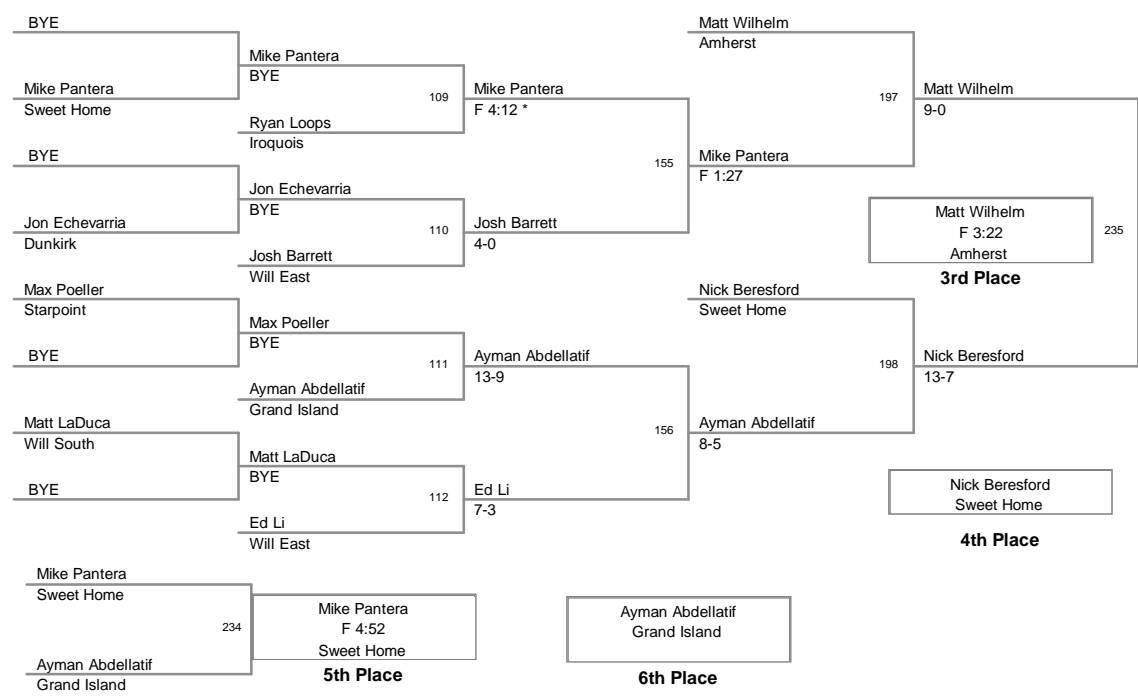 BYE
Mike Pantera
Sweet Home
BYE
Jon Echevarria
Dunkirk
Max Poeller
Starpoint
BYE
Matt LaDuca
Will South
BYE
Mike Pantera
BYE
109
Ryan Loops
Iroquois
Jon Echevarria
BYE
110
Josh Barrett
Will East
Max Poeller
BYE
111
Ayman Abdellatif
Grand Island
Matt LaDuca
BYE
112
Ed Li
Will East
Mike Pantera
F 4:12 *
155
Josh Barrett
4-0
Ayman Abdellatif
13-9
156
Ed Li
7-3
Matt Wilhelm
Amherst
197
Mike Pantera
F 1:27
Nick Beresford
Sweet Home
198
Ayman Abdellatif
8-5
Matt Wilhelm
9-0
235
Nick Beresford
13-7
Matt Wilhelm
F 3:22
Amherst
3rd Place
Nick Beresford
Sweet Home
4th Place
Mike Pantera
Sweet Home
234
Ayman Abdellatif
Grand Island
Mike Pantera
F 4:52
Sweet Home
5th Place
Ayman Abdellatif
Grand Island
6th Place